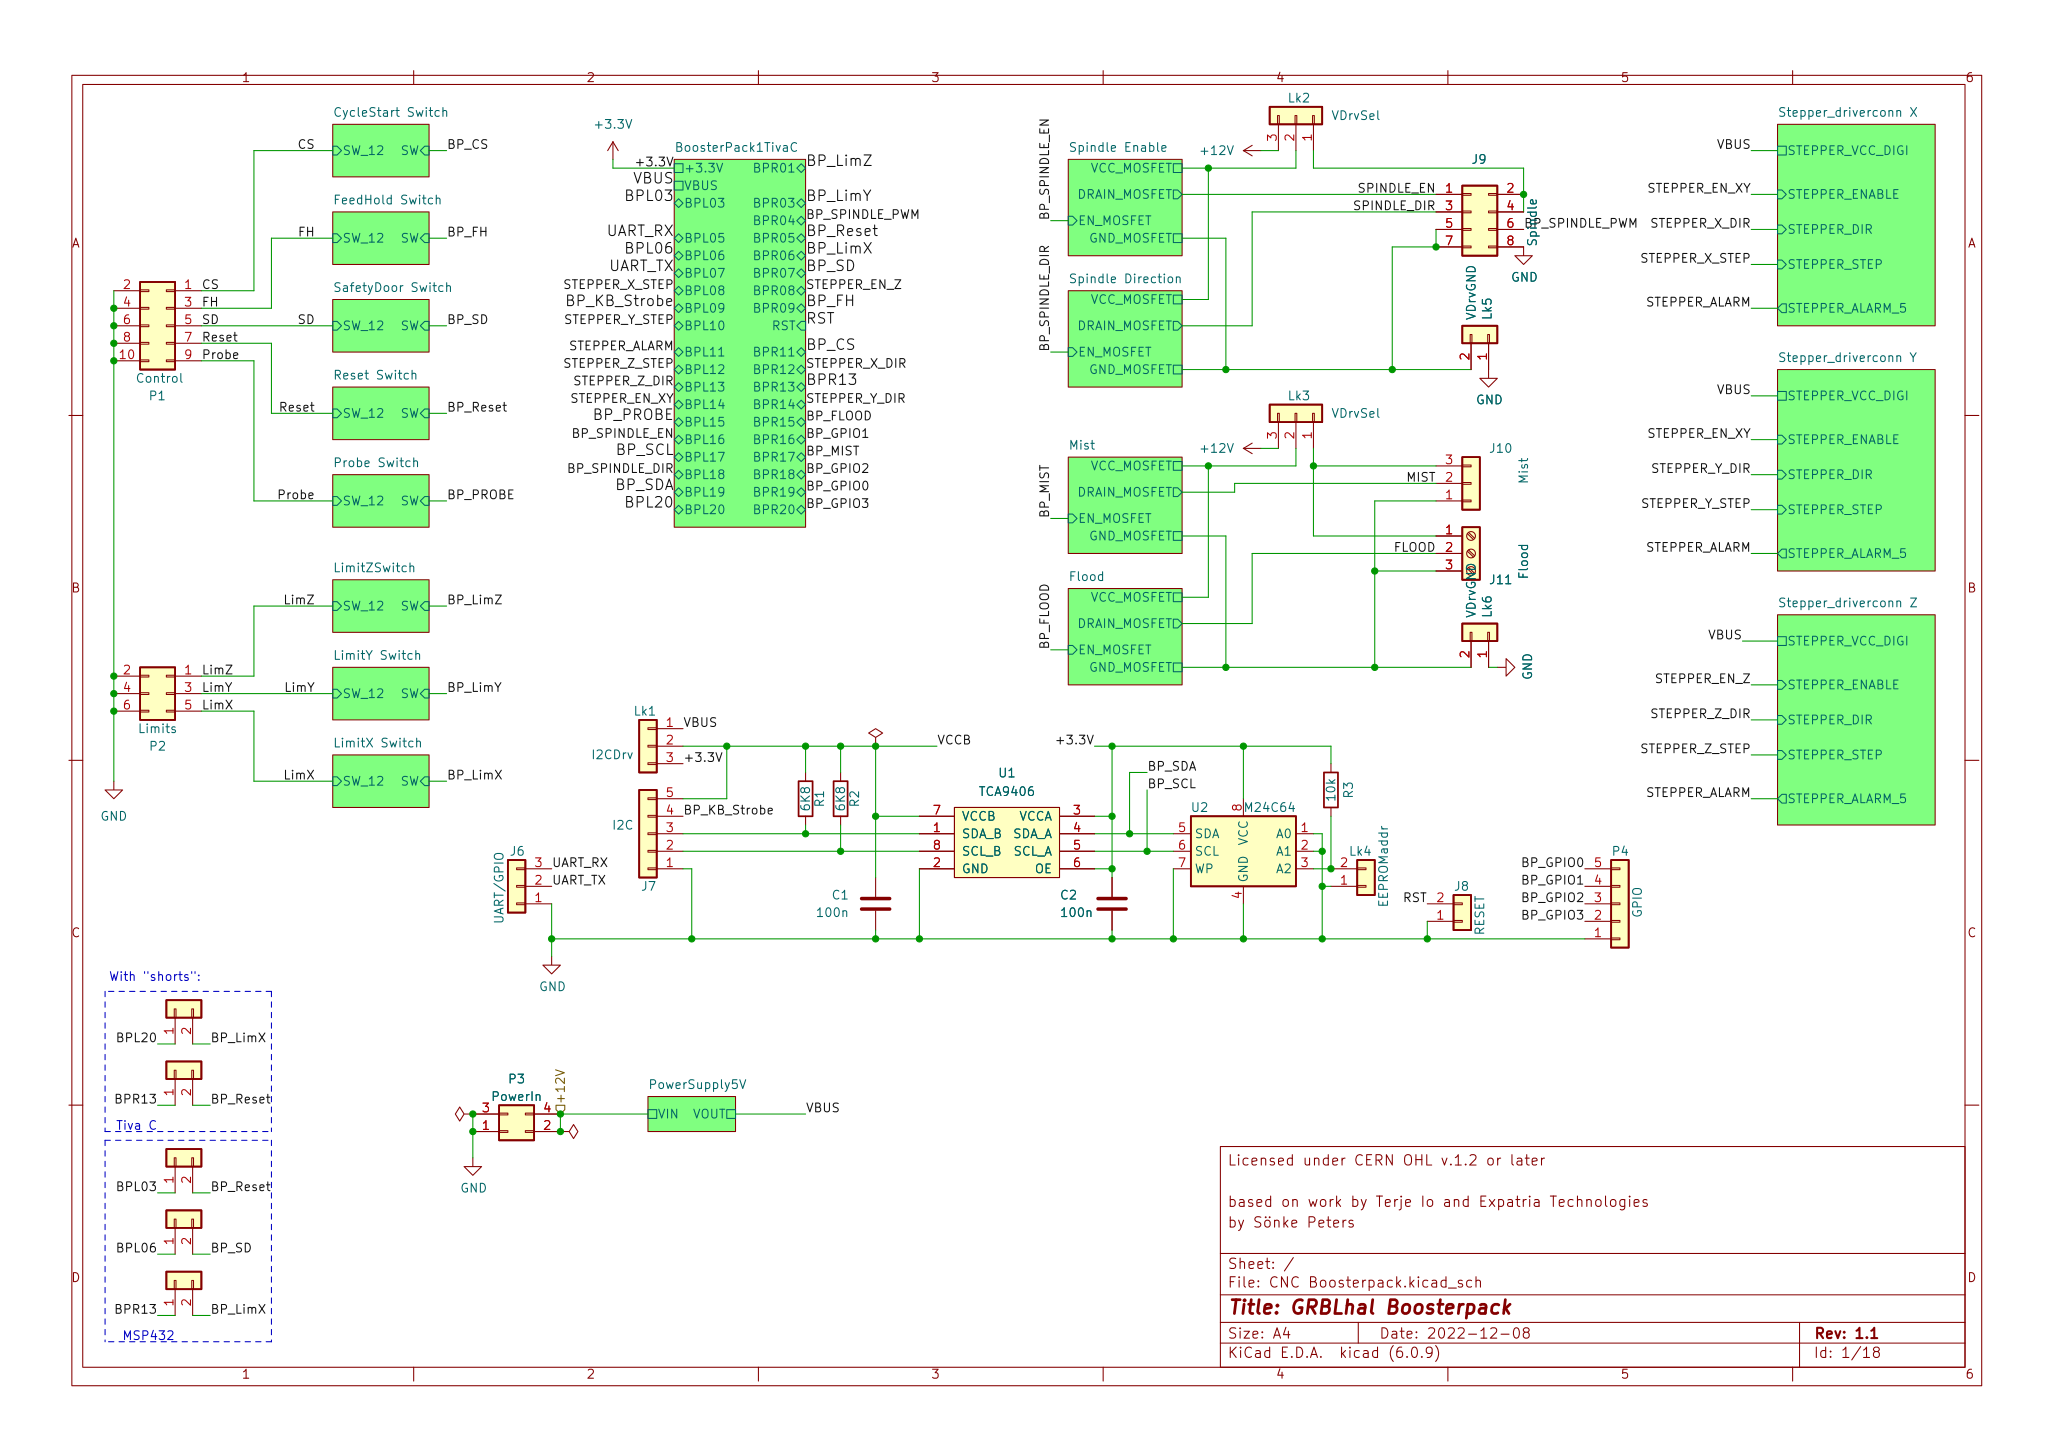 1 2 3 4 5 6
A B C D
CycleStart Switch
CS SW_12 SW BP_CS
FeedHold Switch
FH SW_12 SW BP_FH
SafetyDoor Switch
SD SW_12 SW BP_SD
Reset Switch
Reset SW_12 SW BP_Reset
Probe Switch
Probe SW_12 SW BP_PROBE
2 1 CS
4 3 FH
6 5 SD
8 7 Reset
10 9 Probe
Control
P1
LimitZSwitch
LimZ SW_12 SW BP_LimZ
LimitY Switch
LimY SW_12 SW BP_LimY
LimitX Switch
LimX SW_12 SW BP_LimX
2 1 LimZ
4 3 LimY
6 5 LimX
Limits
P2
GND
+3.3V
BoosterPack1TivaC
+3.3V +3.3V BPR01 BP_LimZ
VBUS VBUS
BPL03 BPL03 BPR03 BP_LimY
BPR04 BP_SPINDLE_PWM
UART_RX BPL05 BPR05 BP_Reset
BPL06 BPL06 BPR06 BP_LimX
UART_TX BPL07 BPR07 BP_SD
STEPPER_X_STEP BPL08 BPR08 STEPPER_EN_Z
BP_KB_Strobe BPL09 BPR09 BP_FH
STEPPER_Y_STEP BPL10 RST RST
STEPPER_ALARM BPL11 BPR11 BP_CS
STEPPER_Z_STEP BPL12 BPR12 STEPPER_X_DIR
STEPPER_Z_DIR BPL13 BPR13 BPR13
STEPPER_EN_XY BPL14 BPR14 STEPPER_Y_DIR
BP_PROBE BPL15 BPR15 BP_FLOOD
BP_SPINDLE_EN BPL16 BPR16 BP_GPIO1
BP_SCL BPL17 BPR17 BP_MIST
BP_SPINDLE_DIR BPL18 BPR18 BP_GPIO2
BP_SDA BPL19 BPR19 BP_GPIO0
BPL20 BPL20 BPR20 BP_GPIO3
Lk2
VDrvSel
3 2 1
+12V
Spindle Enable
VCC_MOSFET
DRAIN_MOSFET
BP_SPINDLE_EN
EN_MOSFET
GND_MOSFET
Spindle Direction
VCC_MOSFET
DRAIN_MOSFET
BP_SPINDLE_DIR
EN_MOSFET
GND_MOSFET
J9
SPINDLE_EN 1 2
SPINDLE_DIR 3 4
5 6 BP_SPINDLE_PWM
7 8
Spindle
GND
VDrvGND
Lk5
2 1
GND
Lk3
VDrvSel
3 2 1
+12V
Mist
VCC_MOSFET
DRAIN_MOSFET
BP_MIST
EN_MOSFET
GND_MOSFET
Flood
VCC_MOSFET
DRAIN_MOSFET
BP_FLOOD
EN_MOSFET
GND_MOSFET
J10
3
MIST 2
1
Mist
1
FLOOD 2
3
Flood
J11
VDrvGND
Lk6
2 1
GND
Stepper_driverconn X
VBUS STEPPER_VCC_DIGI
STEPPER_EN_XY STEPPER_ENABLE
STEPPER_X_DIR STEPPER_DIR
STEPPER_X_STEP STEPPER_STEP
STEPPER_ALARM STEPPER_ALARM_5
Stepper_driverconn Y
VBUS STEPPER_VCC_DIGI
STEPPER_EN_XY STEPPER_ENABLE
STEPPER_Y_DIR STEPPER_DIR
STEPPER_Y_STEP STEPPER_STEP
STEPPER_ALARM STEPPER_ALARM_5
Stepper_driverconn Z
VBUS STEPPER_VCC_DIGI
STEPPER_EN_Z STEPPER_ENABLE
STEPPER_Z_DIR STEPPER_DIR
STEPPER_Z_STEP STEPPER_STEP
STEPPER_ALARM STEPPER_ALARM_5
Lk1
I2CDrv
1 VBUS
2
3 +3.3V
VCCB
I2C
5
4 BP_KB_Strobe
3
2
1
J7
6K8 R1
6K8 R2
J6
UART/GPIO
3 UART_RX
2 UART_TX
1
GND
U1
TCA9406
7 VCCB VCCA 3
1 SDA_B SDA_A 4
8 SCL_B SCL_A 5
2 GND OE 6
C1
100n
C2
100n
+3.3V
BP_SDA
BP_SCL
U2 M24C64
8 VCC
5 SDA A0 1
6 SCL A1 2
7 WP A2 3
GND 4
10k R3
Lk4
2
1
EEPROMaddr
J8
RST 2
1
RESET
P4
BP_GPIO0 5
BP_GPIO1 4
BP_GPIO2 3
BP_GPIO3 2
1
GPIO
With "shorts":
1 2
BPL20 BP_LimX
1 2
BPR13 BP_Reset
Tiva C
1 2
BPL03 BP_Reset
1 2
BPL06 BP_SD
1 2
BPR13 BP_LimX
MSP432
P3
PowerIn
3 4
1 2
+12V
GND
PowerSupply5V
VIN VOUT VBUS
Licensed under CERN OHL v.1.2 or later
based on work by Terje Io and Expatria Technologies
by Sönke Peters
Sheet: /
File: CNC Boosterpack.kicad_sch
Title: GRBLhal Boosterpack
Size: A4 Date: 2022-12-08 Rev: 1.1
KiCad E.D.A. kicad (6.0.9) Id: 1/18
A B C D
1 2 3 4 5 6